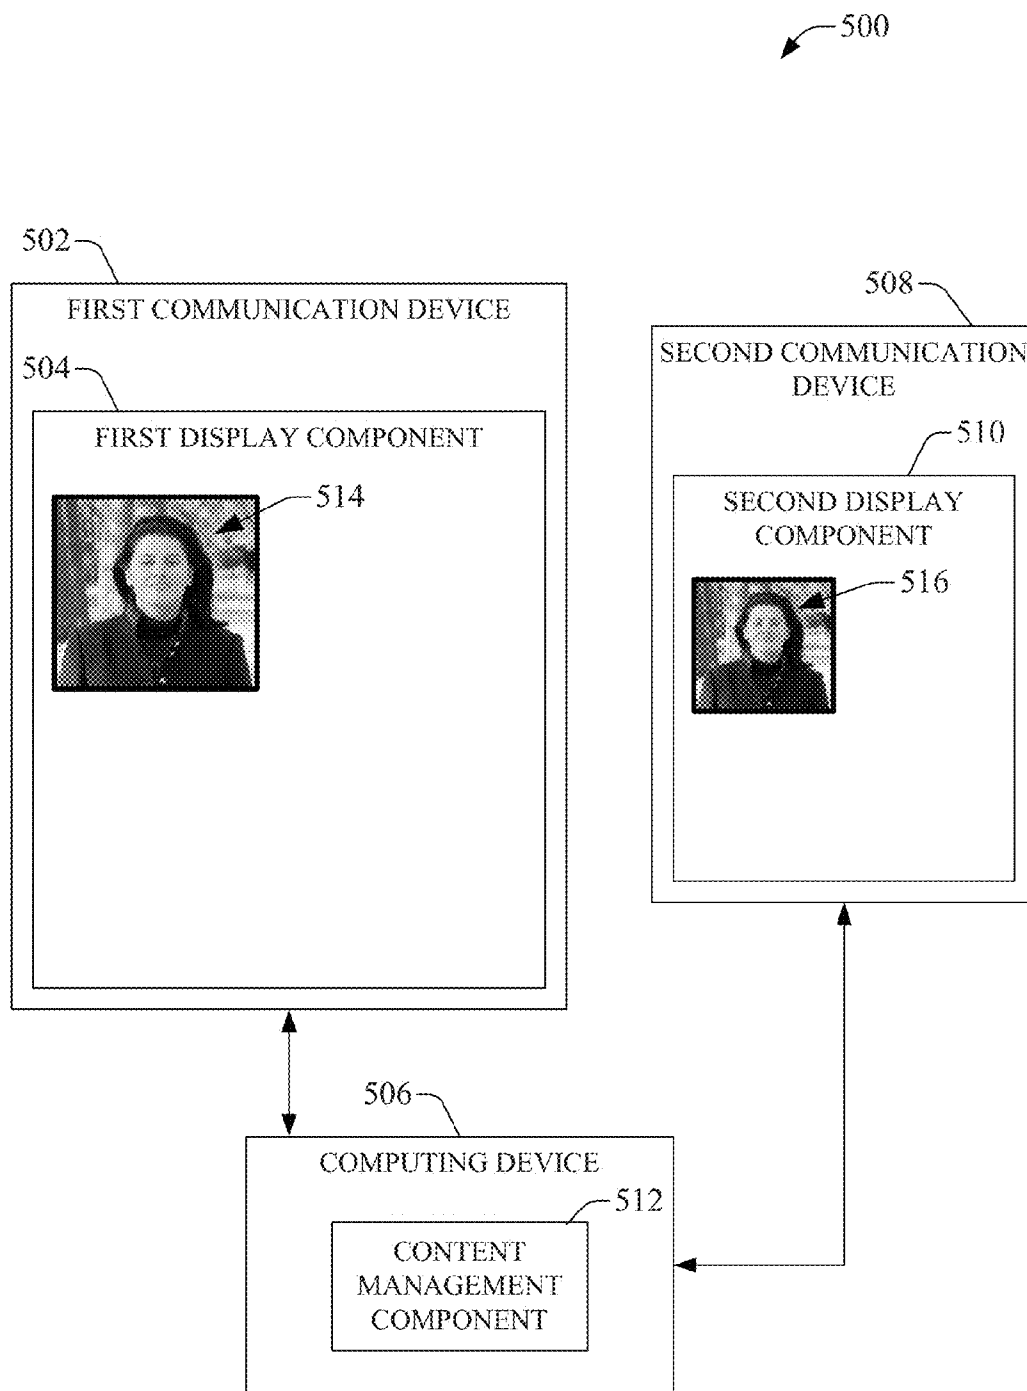 500
502
FIRST COMMUNICATION DEVICE
504
FIRST DISPLAY COMPONENT
514
508
SECOND COMMUNICATION
DEVICE
510
SECOND DISPLAY
COMPONENT
516
506
COMPUTING DEVICE
512
CONTENT
MANAGEMENT
COMPONENT